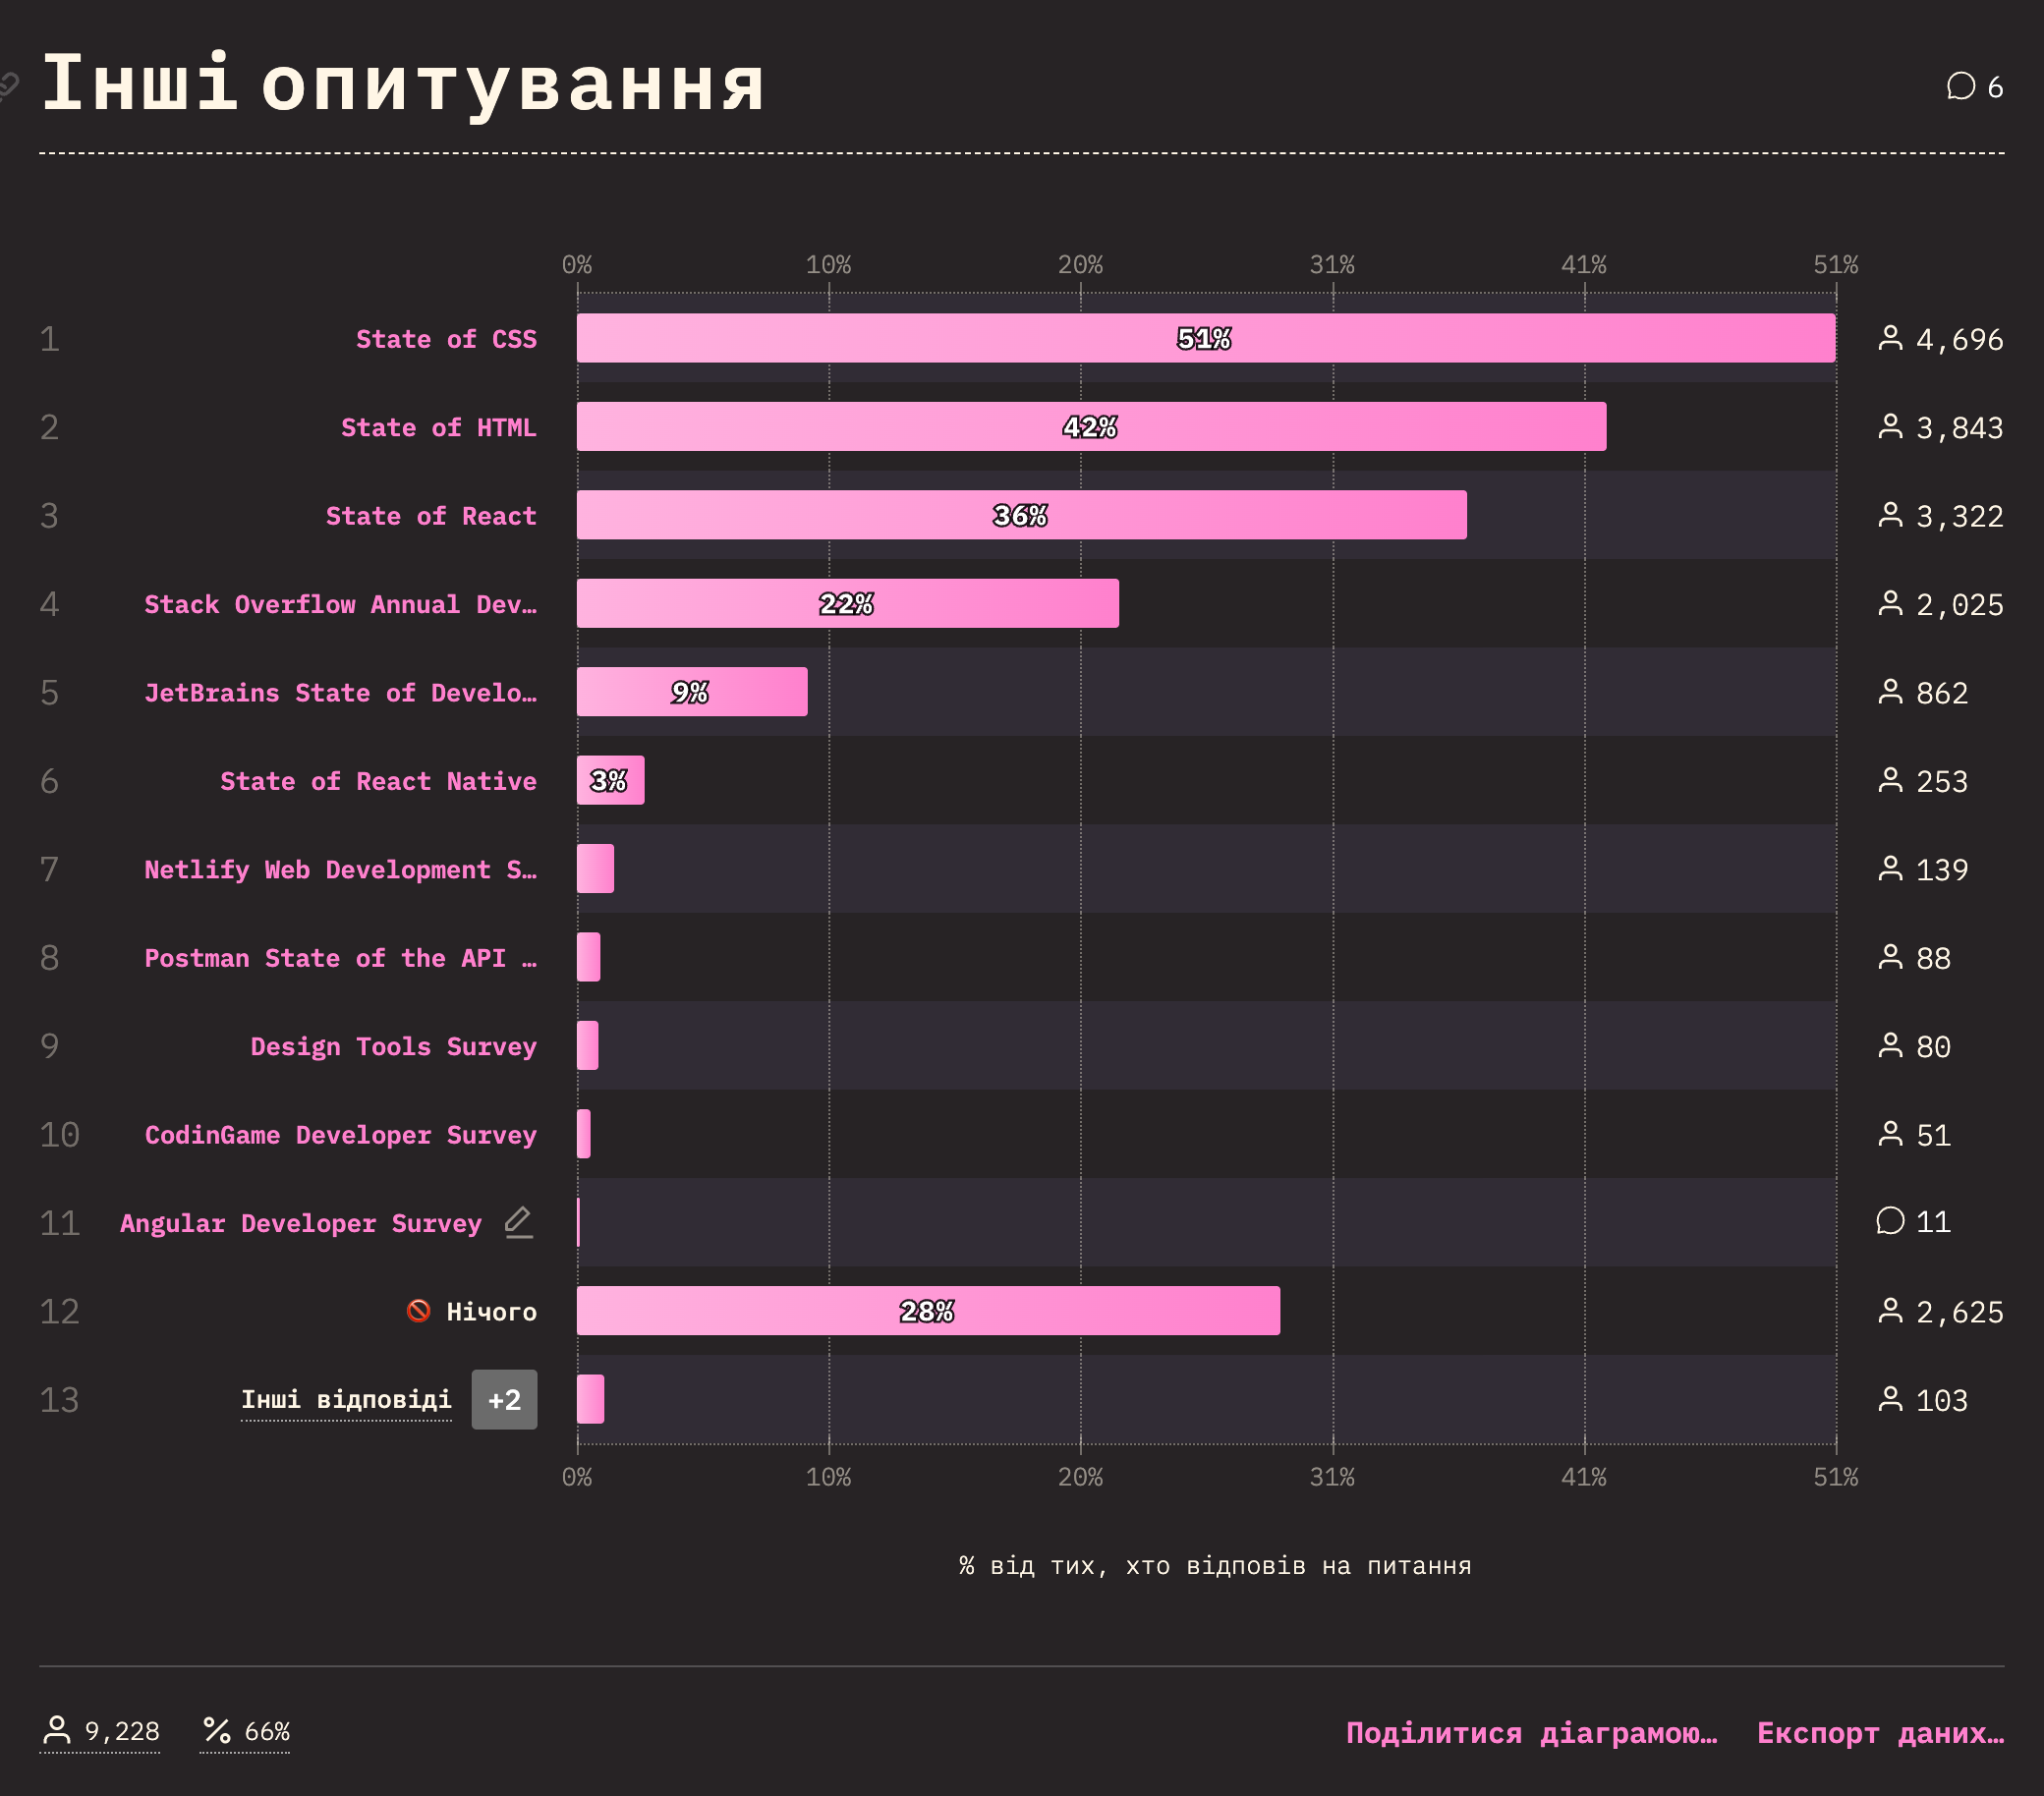 Інші опитування
6
0% 10% 20% 31% 41% 51%
1 State of CSS 51% 4,696
2 State of HTML 42% 3,843
3 State of React 36% 3,322
4 Stack Overflow Annual Dev… 22% 2,025
5 JetBrains State of Develo… 9% 862
6 State of React Native 3% 253
7 Netlify Web Development S… 139
8 Postman State of the API … 88
9 Design Tools Survey 80
10 CodinGame Developer Survey 51
11 Angular Developer Survey 11
12 🚫 Нічого 28% 2,625
13 Інші відповіді +2 103
0% 10% 20% 31% 41% 51%
% від тих, хто відповів на питання
9,228 % 66% Поділитися діаграмою… Експорт даних…